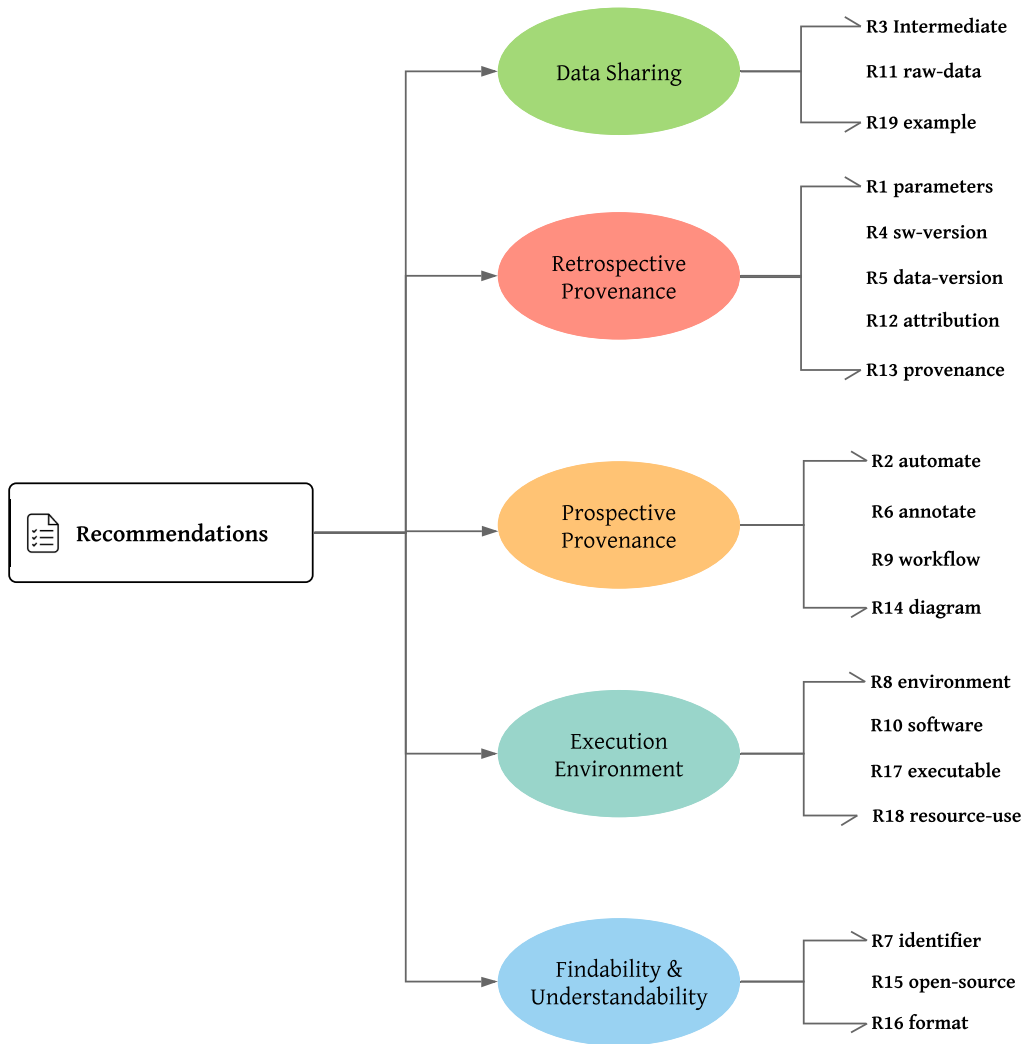 Recommendations
Data Sharing
R3 Intermediate
R11 raw-data
R19 example
Retrospective
Provenance
R1 parameters
R4 sw-version
R5 data-version
R12 attribution
R13 provenance
Prospective
Provenance
R2 automate
R6 annotate
R9 workflow
R14 diagram
Execution
Environment
R8 environment
R10 software
R17 executable
R18 resource-use
Findability &
Understandability
R7 identifier
R15 open-source
R16 format